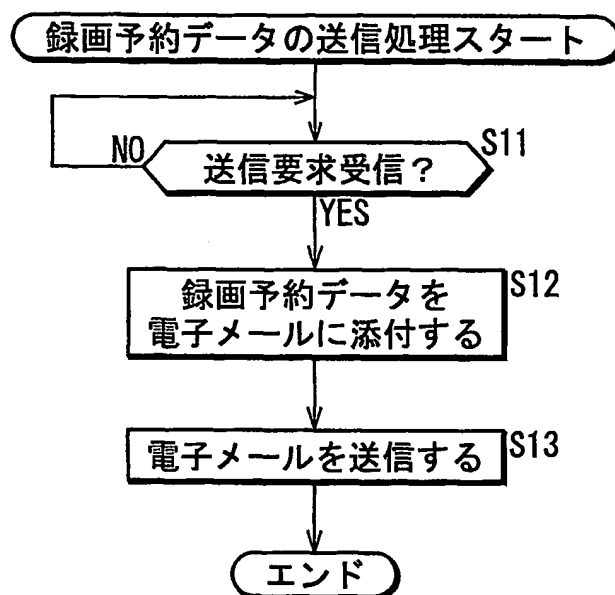 録画予約データの送信処理スタート
NO
送信要求受信?
S11
YES
録画予約データを
電子メールに添付する
S12
電子メールを送信する
S13
エンド